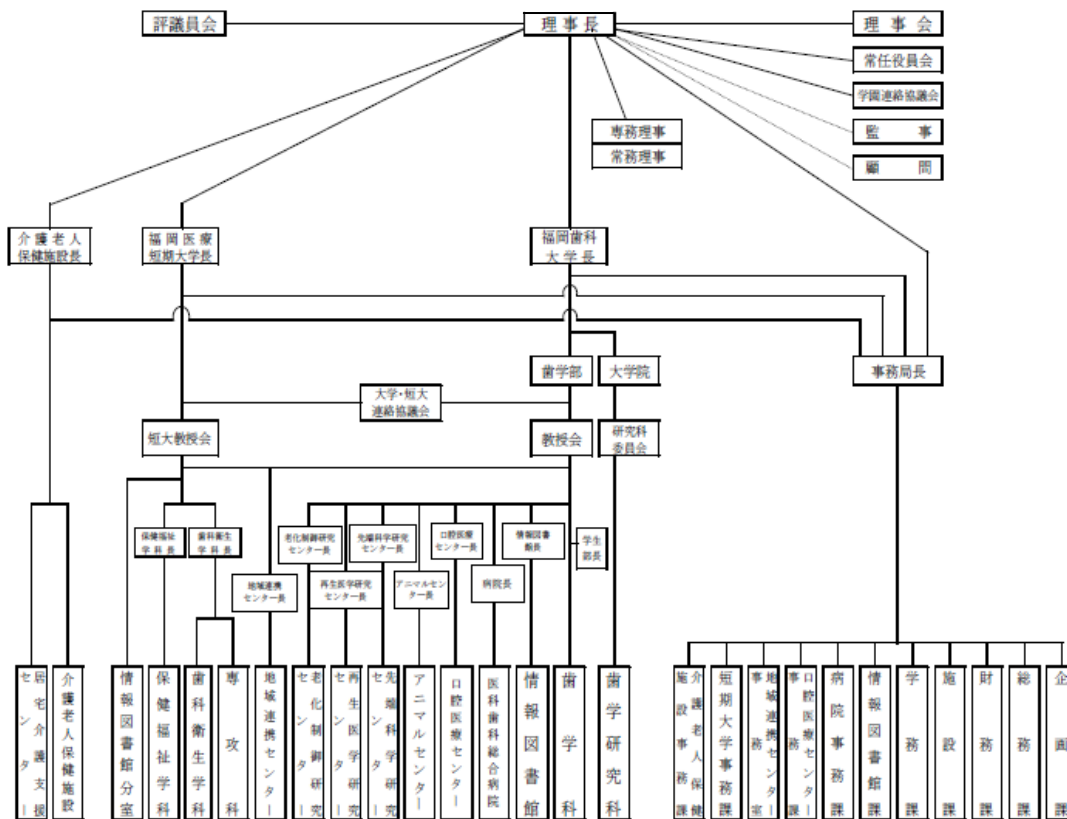 評議員会
理事長
理事会
常任役員会
学園連絡協議会
監事
顧問
専務理事
常務理事
介護老人
保健施設長
福岡医療
短期大学長
福岡歯科
大学長
歯学部
大学院
事務局長
大学・短大
連絡協議会
短大教授会
教授会
研究科
委員会
保健福祉
学科長
歯科衛生
学科長
老化制御研究
センター長
先端科学研究
センター長
口腔医療
センター長
情報図書
館長
学生
部長
地域連携
センター長
再生医学研究
センター長
アニマルセン
ター長
病院長
居宅介護支援
センター
介護老人保健施設
情報図書館分室
保健福祉学科
歯科衛生学科
専攻科
地域連携センター
老化制御研究
センター
再生医学研究
センター
先端科学研究
センター
アニマルセンター
口腔医療センター
医科歯科総合病院
情報図書館
歯学科
歯学研究科
介護老人保健
施設事務課
短期大学事務課
地域連携センター
事務室
口腔医療センター
事務課
病院事務課
情報図書館課
学務課
施設課
財務課
総務課
企画課